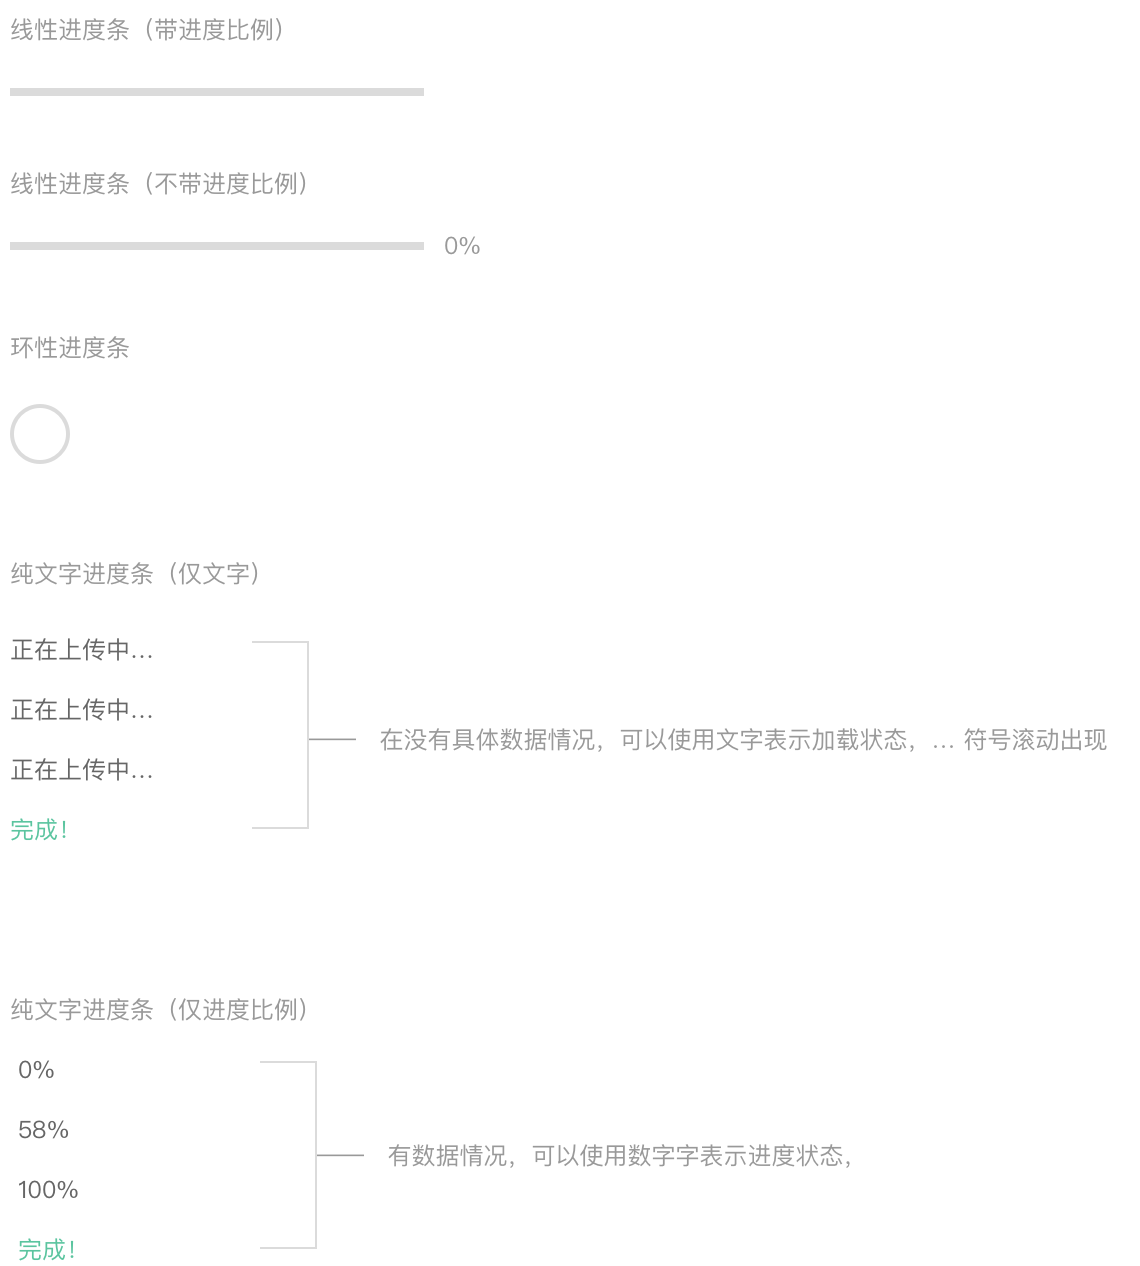 线性进度条（带进度比例）
线性进度条（不带进度比例）
0%
环性进度条
纯文字进度条（仅文字）
正在上传中...
正在上传中...
正在上传中...
完成！
在没有具体数据情况，可以使用文字表示加载状态，... 符号滚动出现
纯文字进度条（仅进度比例）
0%
58%
100%
完成！
有数据情况，可以使用数字字表示进度状态，